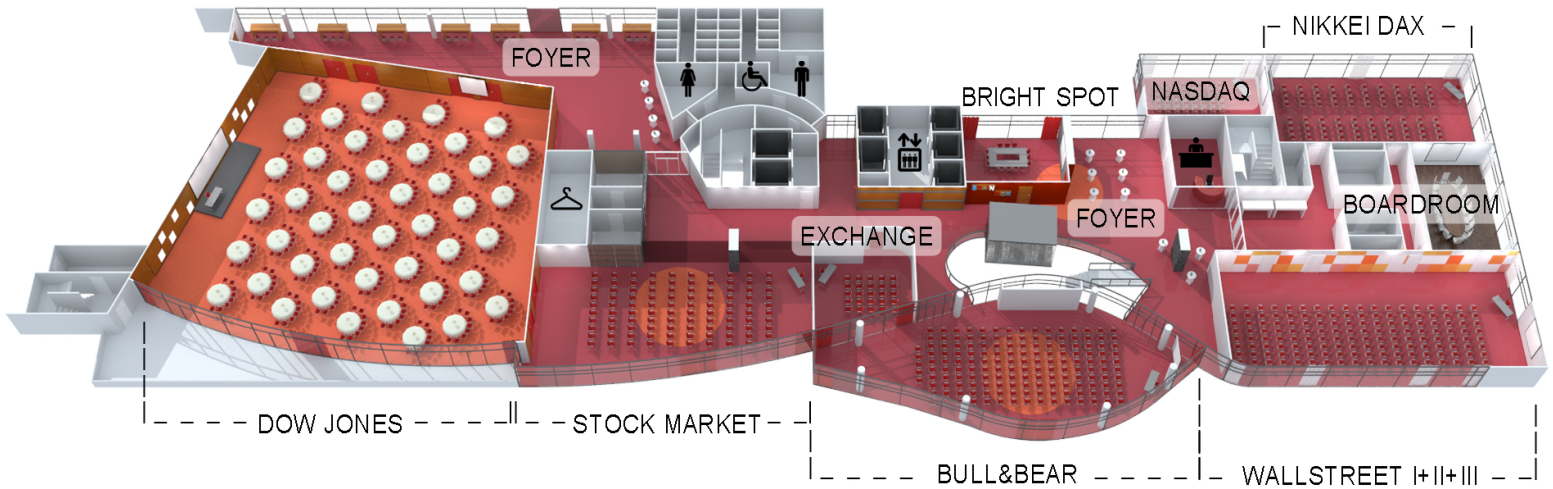 NIKKEI DAX
FOYER
BRIGHT SPOT
NASDAQ
BOARDROOM
FOYER
EXCHANGE
DOW JONES
STOCK MARKET
BULL&BEAR
WALLSTREET I+II+III